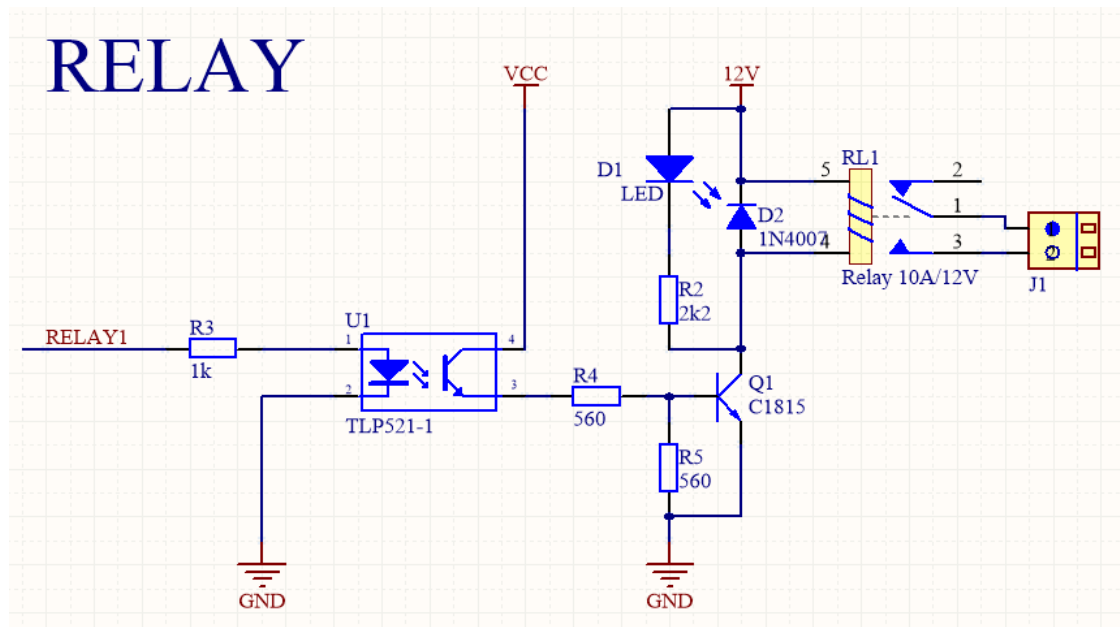 RELAY
VCC
12V
D1
LED
D2
1N4007
RL1
5
4
2
1
3
Relay 10A/12V
J1
2
R2
2k2
RELAY1
R3
1k
U1
1
2
4
3
TLP521-1
R4
560
Q1
C1815
R5
560
GND
GND